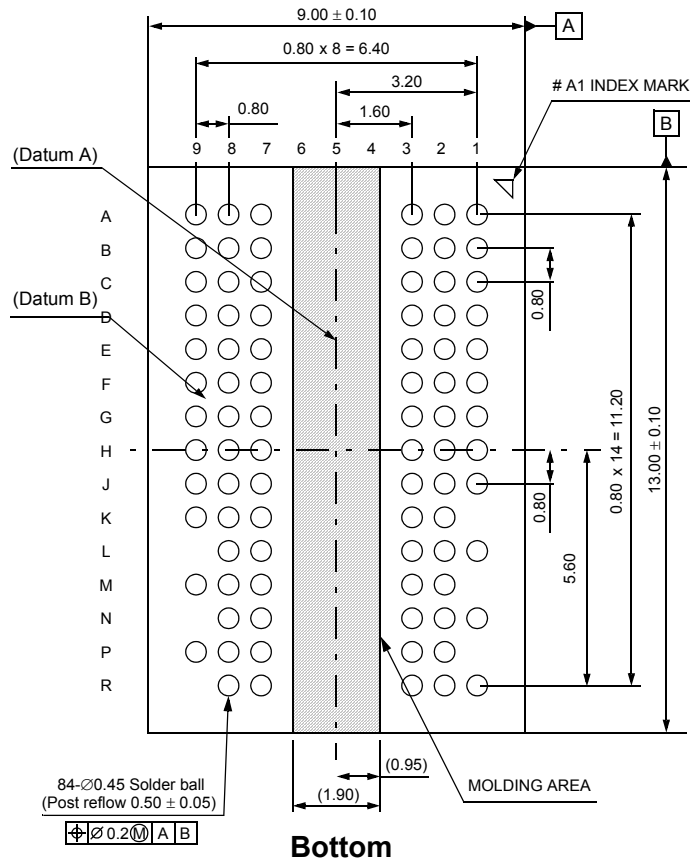 9.00 ± 0.10
A
0.80 x 8 = 6.40
3.20
# A1 INDEX MARK
0.80
1.60
B
9 8 7 6 5 4 3 2 1
(Datum A)
A
B
C
(Datum B)
D
E
F
G
H
J
K
L
M
N
P
R
0.80
0.80
5.60
0.80 x 14 = 11.20
13.00 ± 0.10
84-∅0.45 Solder ball
(Post reflow 0.50 ± 0.05)
⌖ ∅ 0.2Ⓜ A B
(0.95)
(1.90)
MOLDING AREA
Bottom